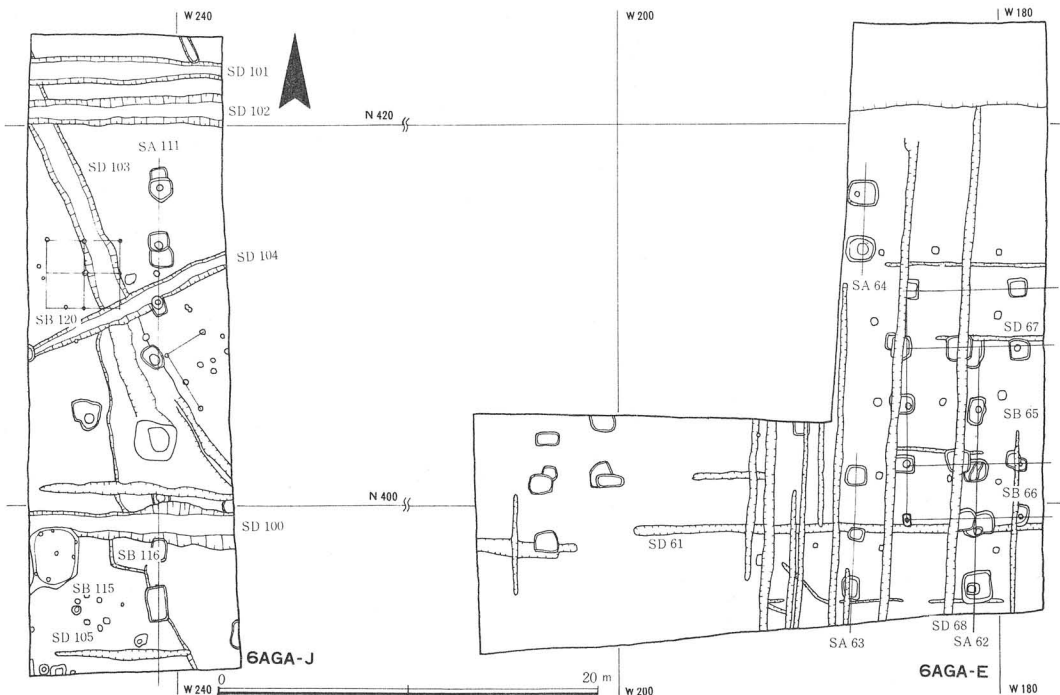 W 240
W 200
W 180
SD 101
SD 102
N 420
SA 111
SD 103
SD 104
SA 64
SB 120
SD 67
SB 65
N 400
SB 66
SD 100
SD 61
SB 116
SB 115
SD 105
SD 68
SA 63
SA 62
6AGA-J
6AGA-E
0
20 m
W 240
W 200
W 180